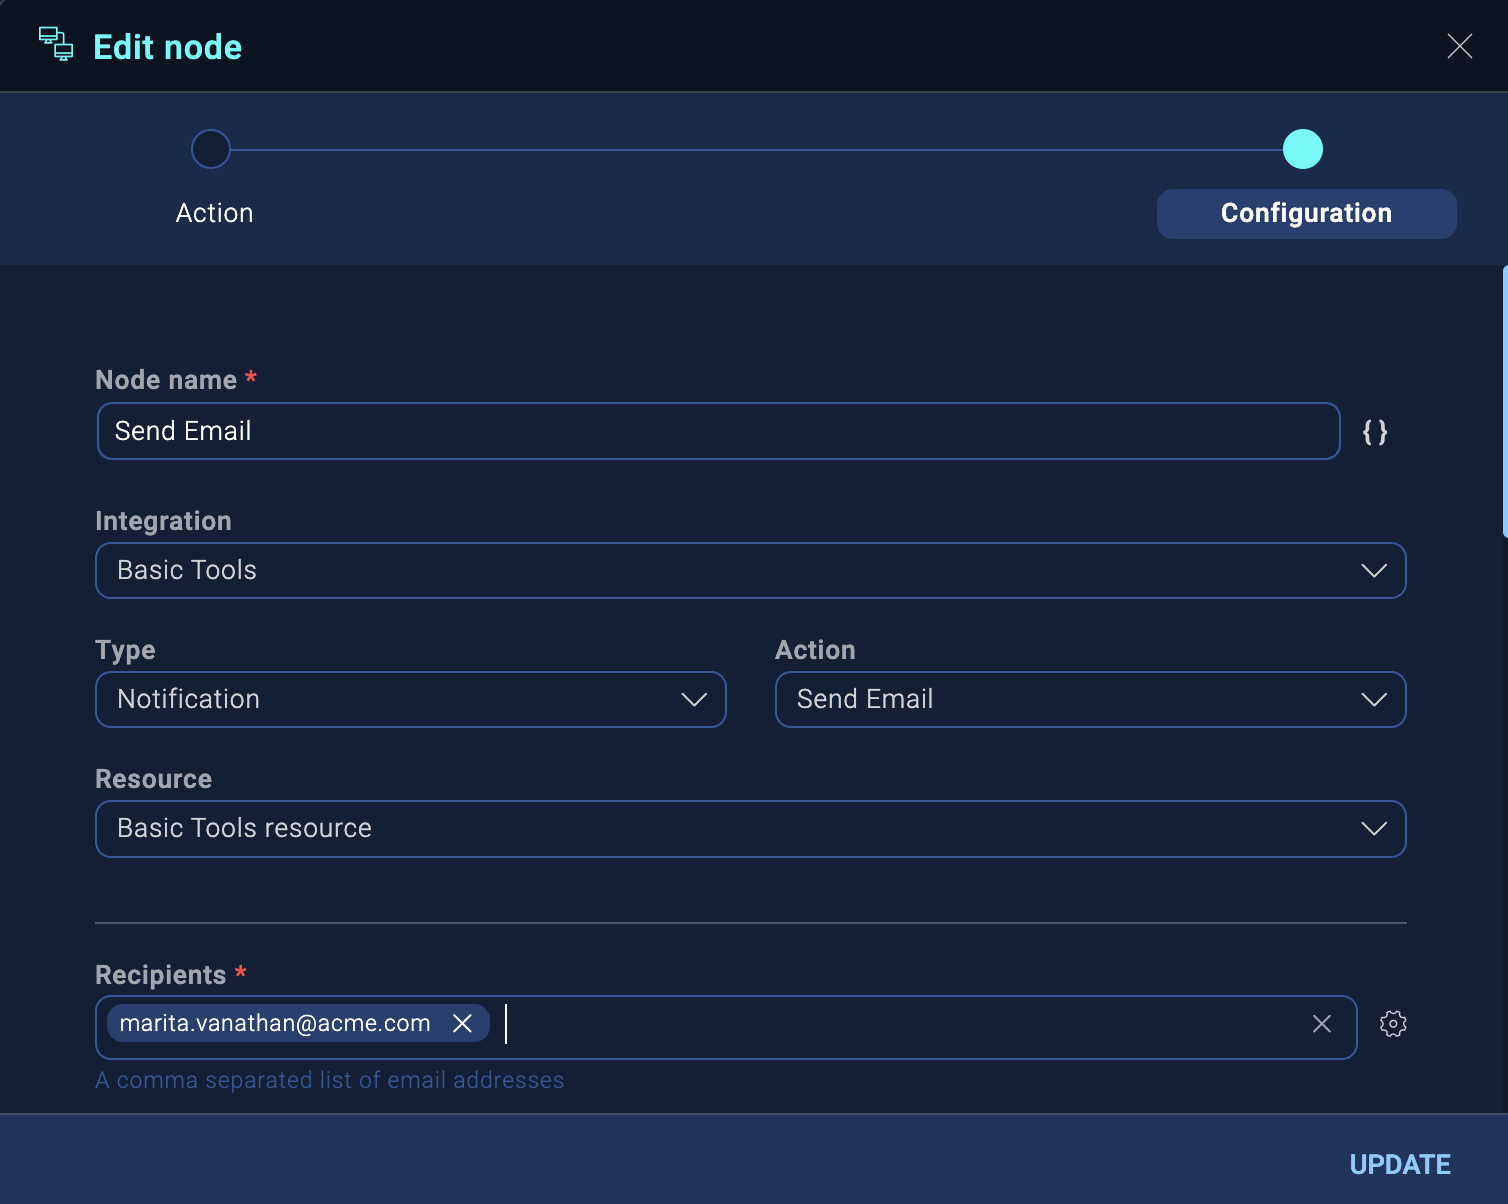 Edit node
Action
Configuration
Node name *
Send Email
{ }
Integration
Basic Tools
Type
Action
Notification
Send Email
Resource
Basic Tools resource
Recipients *
marita.vanathan@acme.com
A comma separated list of email addresses
UPDATE